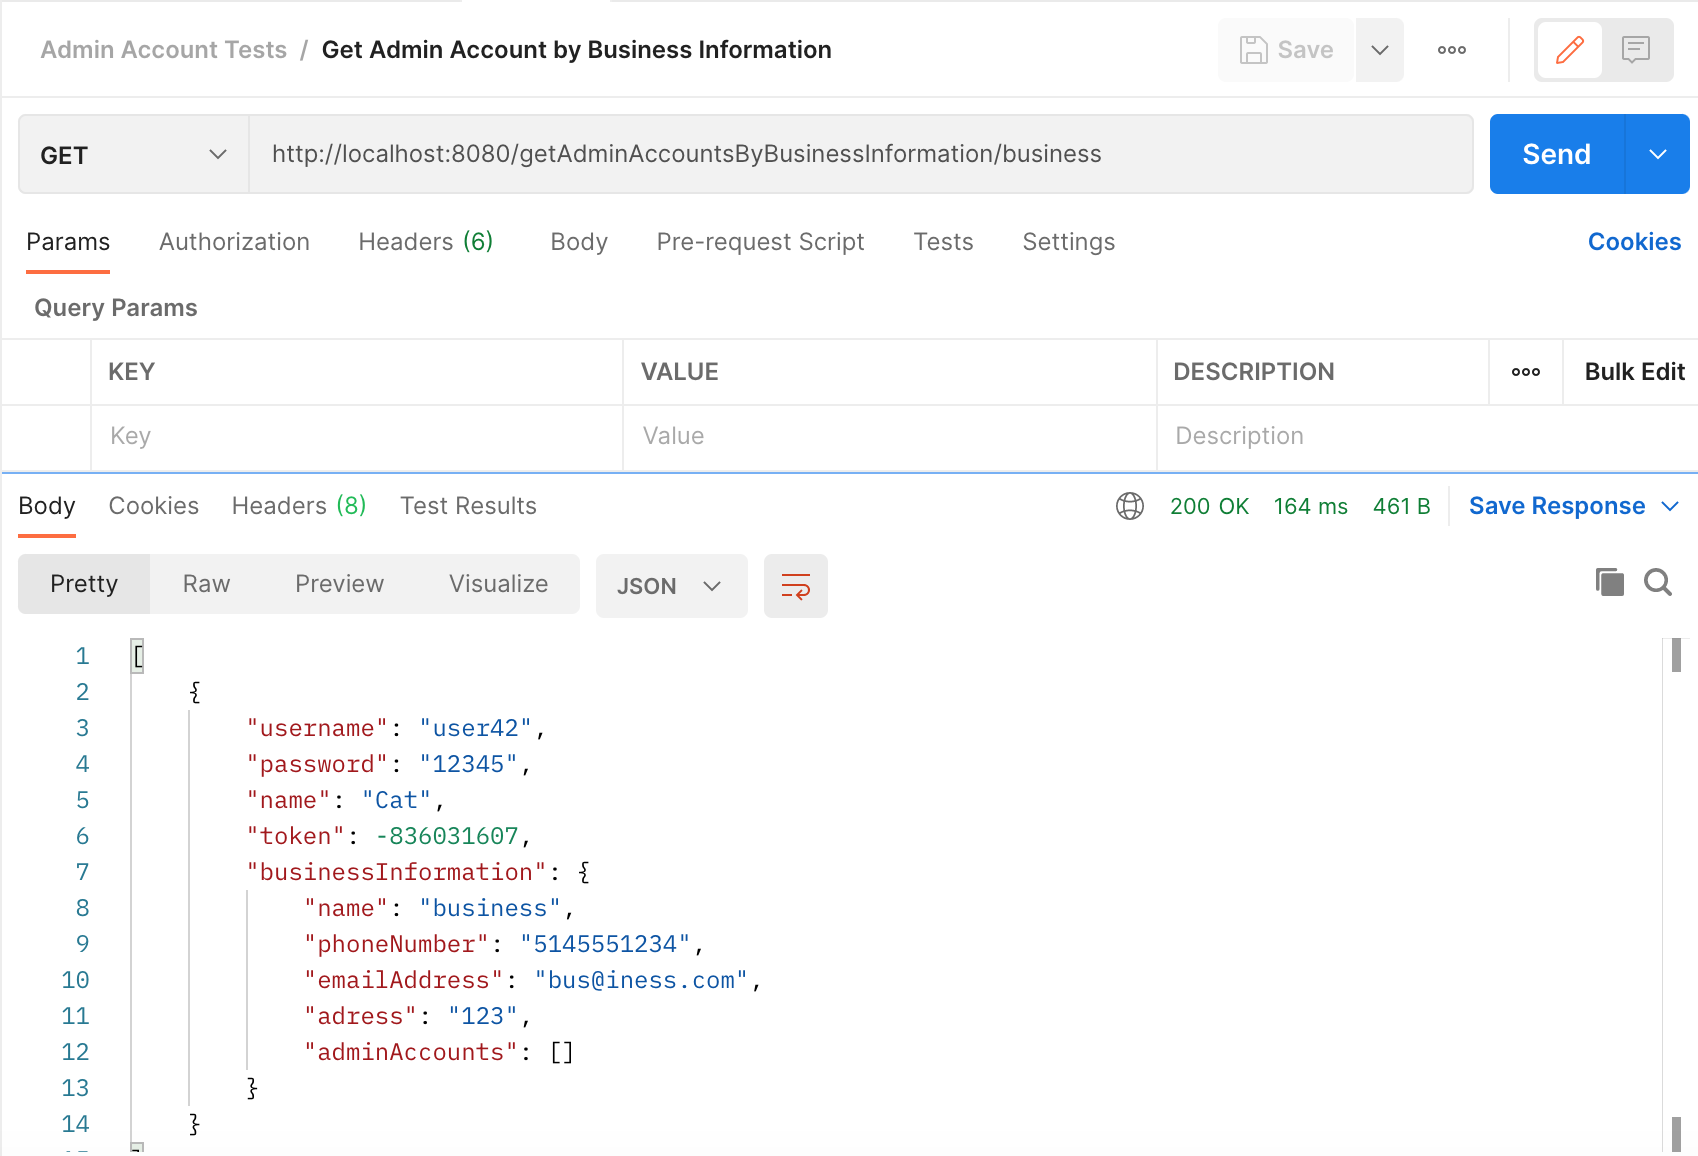 Admin Account Tests / Get Admin Account by Business Information
Save
GET
http://localhost:8080/getAdminAccountsByBusinessInformation/business
Send
Params Authorization Headers (6) Body Pre-request Script Tests Settings Cookies
Query Params
KEY VALUE DESCRIPTION ooo Bulk Edit
Key Value Description
Body Cookies Headers (8) Test Results 200 OK 164 ms 461 B Save Response
Pretty Raw Preview Visualize JSON
1 [
2 {
3 "username": "user42",
4 "password": "12345",
5 "name": "Cat",
6 "token": -836031607,
7 "businessInformation": {
8 "name": "business",
9 "phoneNumber": "5145551234",
10 "emailAddress": "bus@iness.com",
11 "adress": "123",
12 "adminAccounts": []
13 }
14 }